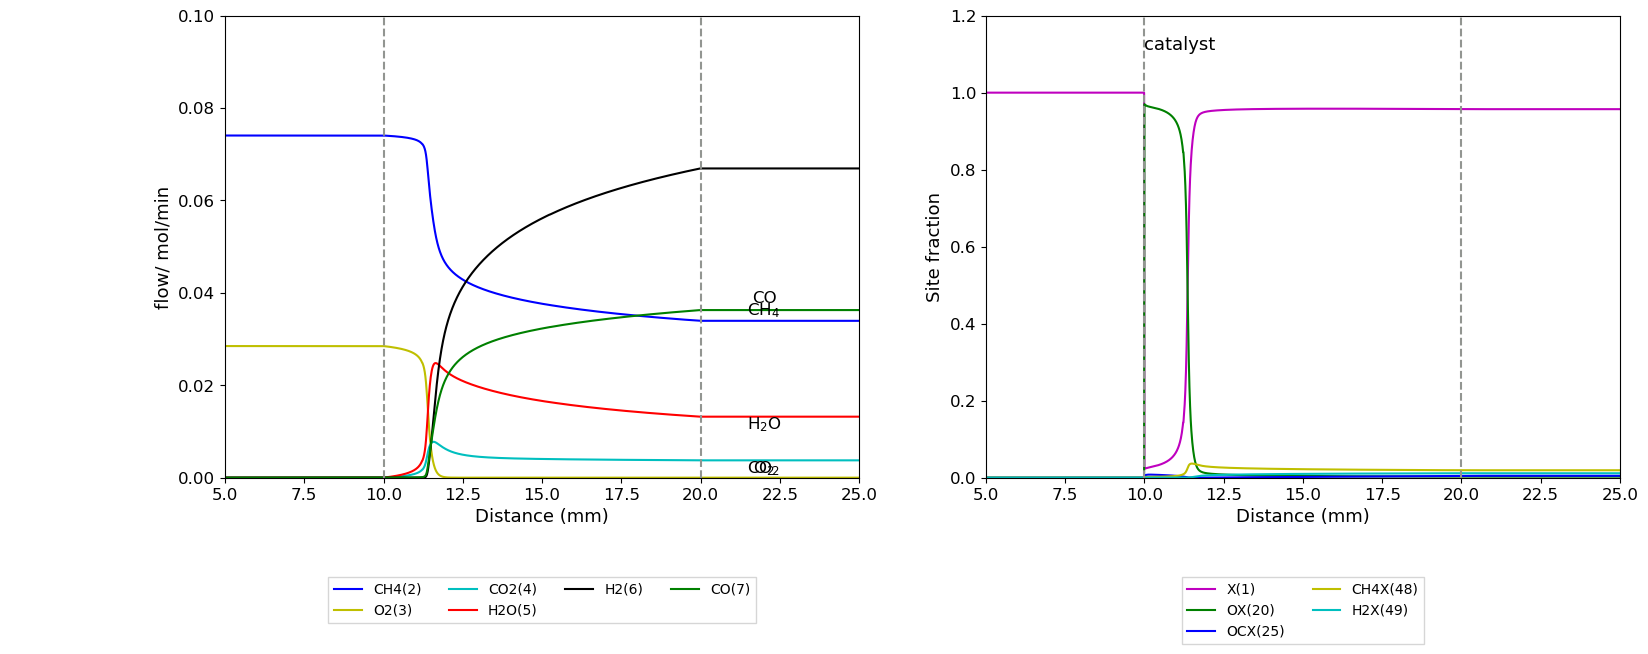 0.10
0.08
0.06
0.04
0.02
0.00
flow/ mol/min
CO
CH4
H2O
CO2
O2
5.0 7.5 10.0 12.5 15.0 17.5 20.0 22.5 25.0
Distance (mm)
CH4(2) CO2(4) H2(6) CO(7)
O2(3) H2O(5)
1.2
1.0
0.8
0.6
0.4
0.2
0.0
Site fraction
catalyst
5.0 7.5 10.0 12.5 15.0 17.5 20.0 22.5 25.0
Distance (mm)
X(1) CH4X(48)
OX(20) H2X(49)
OCX(25)